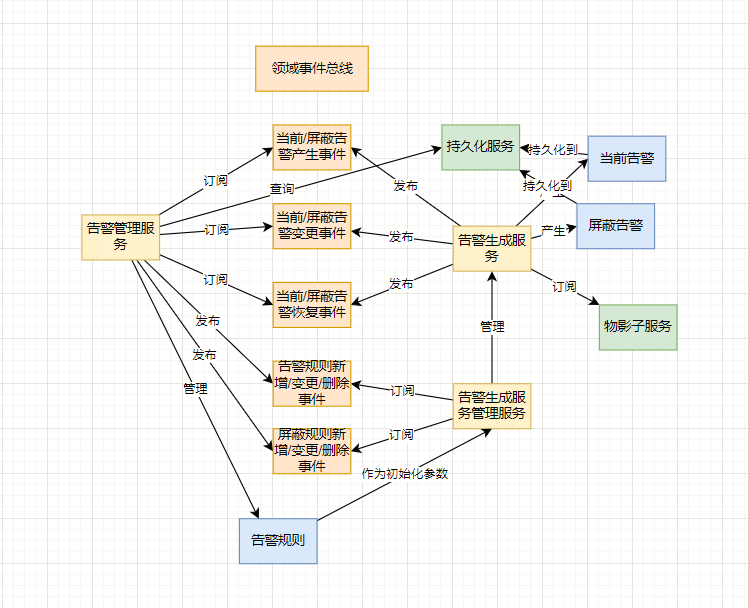 领域事件总线
当前/屏蔽告
警产生事件
持久化服务
持久化到
当前告警
订阅
查询
发布
持久化到
告警管理服
务
订阅
当前/屏蔽告
警变更事件
发布
告警生成服
务
产生
屏蔽告警
订阅
当前/屏蔽告
警恢复事件
发布
订阅
物影子服务
发布
管理
发布
告警规则新
增/变更/删除
事件
订阅
告警生成服
务管理服务
管理
屏蔽规则新
增/变更/删除
事件
订阅
作为初始化参数
告警规则